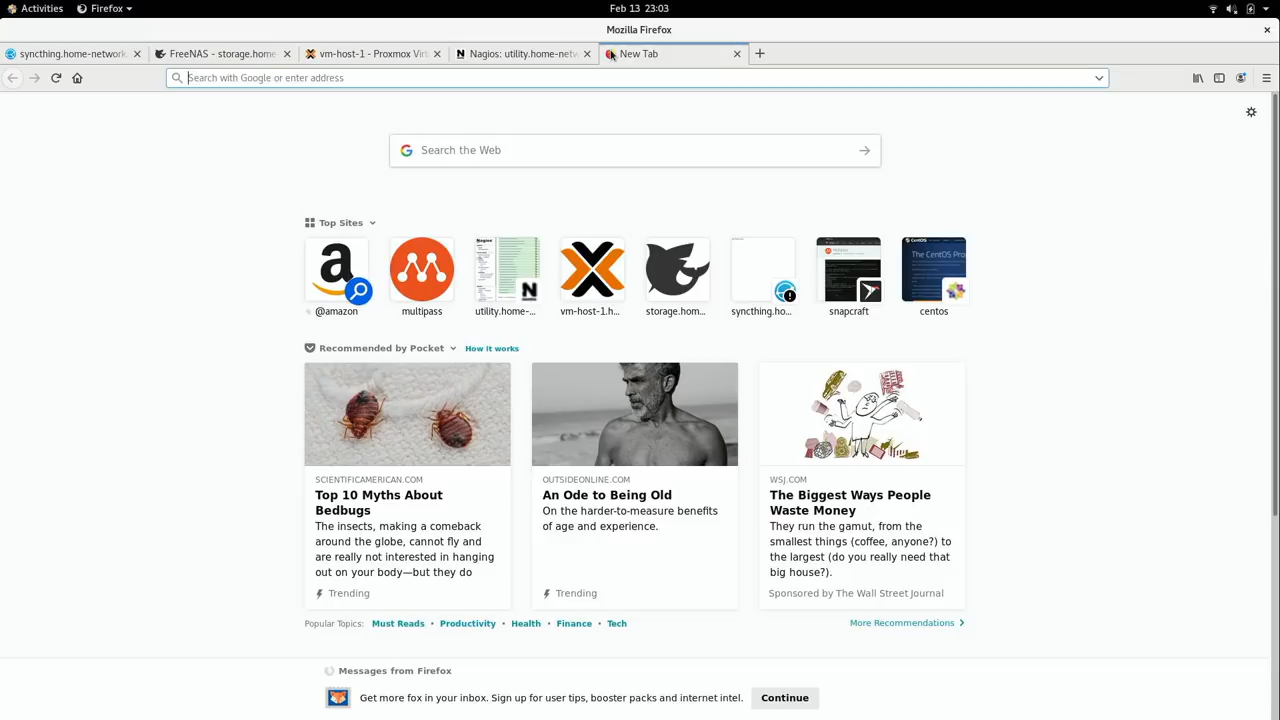 Activities
Firefox
Feb 13 23:03
Mozilla Firefox
syncthing.home-network
FreeNAS - storage.home
vm-host-1 - Proxmox Virt
Nagios: utility.home-netw
New Tab
Search with Google or enter address
Search the Web
Top Sites
@amazon
multipass
utility.home-...
vm-host-1.h...
storage.hom...
syncthing.ho...
snapcraft
centos
Recommended by Pocket
How it works
SCIENTIFICAMERICAN.COM
Top 10 Myths About
Bedbugs
The insects, making a comeback
around the globe, cannot fly and
are really not interested in hanging
out on your body—but they do
Trending
OUTSIDEONLINE.COM
An Ode to Being Old
On the harder-to-measure benefits
of age and experience.
Trending
WSJ.COM
The Biggest Ways People
Waste Money
They run the gamut, from the
smallest things (coffee, anyone?) to
the largest (do you really need that
big house?).
Sponsored by The Wall Street Journal
Popular Topics: Must Reads • Productivity • Health • Finance • Tech
More Recommendations
Messages from Firefox
Get more fox in your inbox. Sign up for user tips, booster packs and internet intel.
Continue